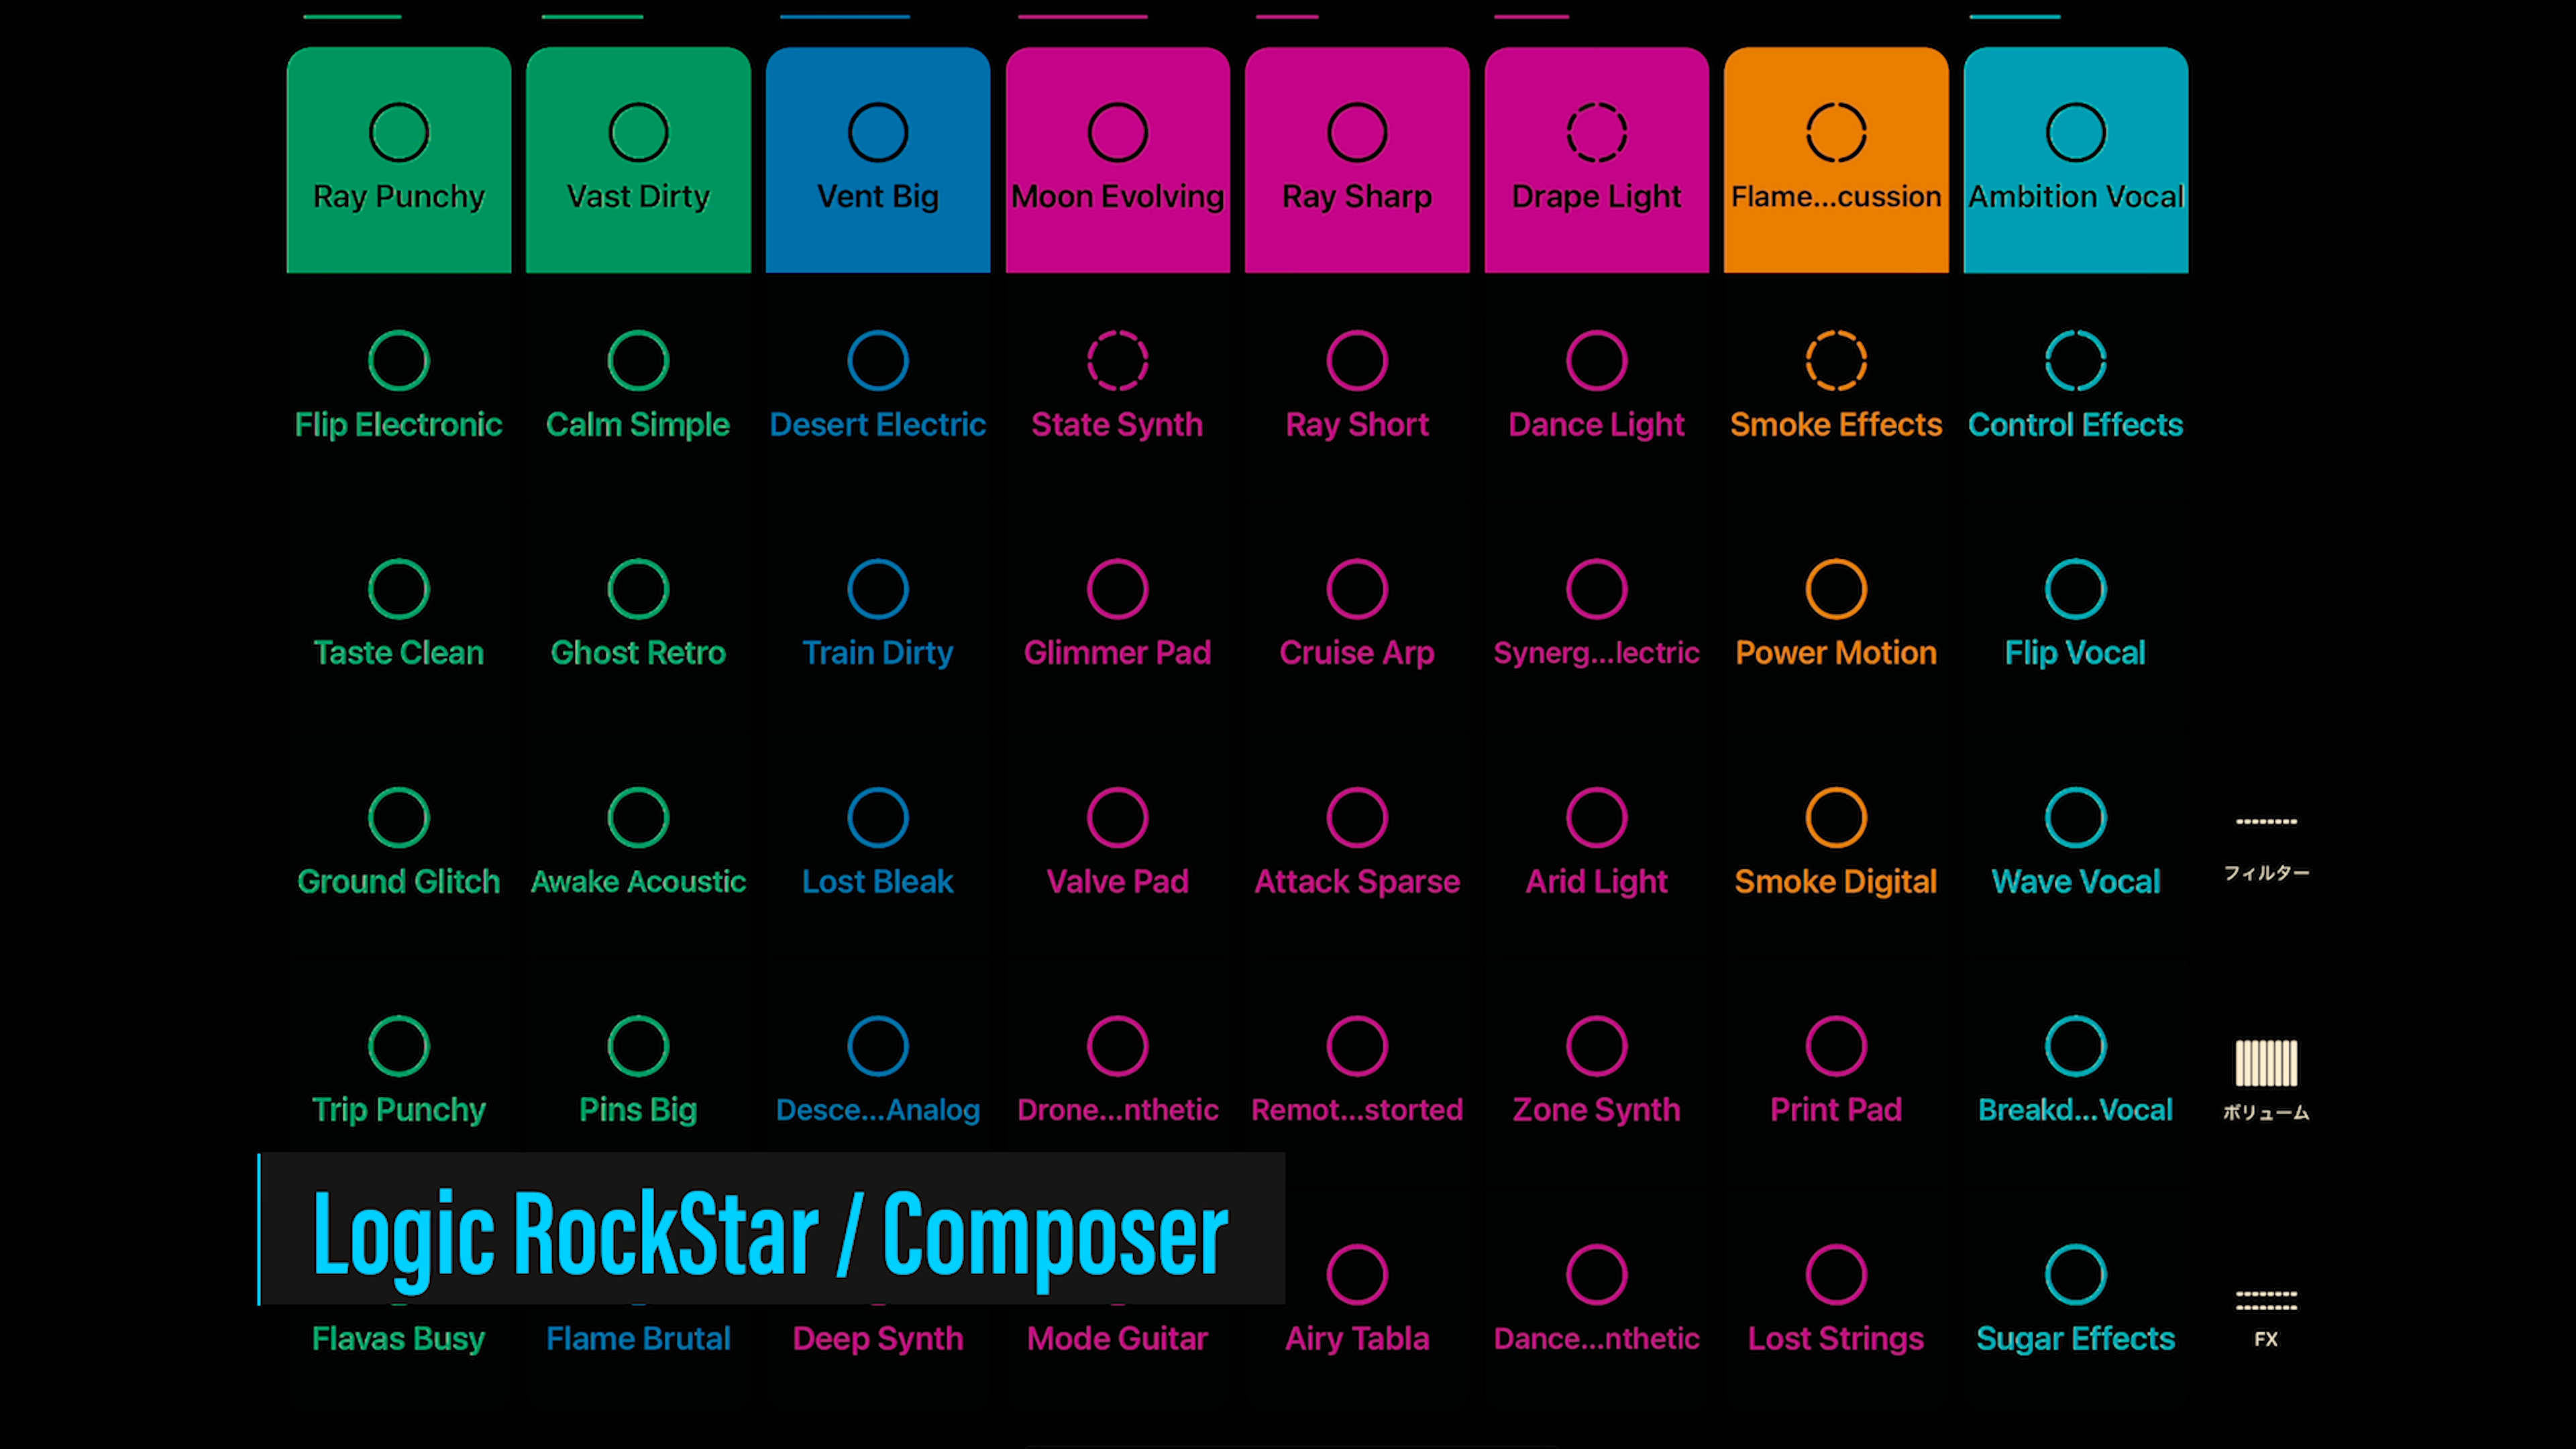 Ray Punchy
Vast Dirty
Vent Big
Moon Evolving
Ray Sharp
Drape Light
Flame...cussion
Ambition Vocal
Flip Electronic
Calm Simple
Desert Electric
State Synth
Ray Short
Dance Light
Smoke Effects
Control Effects
Taste Clean
Ghost Retro
Train Dirty
Glimmer Pad
Cruise Arp
Synerg...lectric
Power Motion
Flip Vocal
Ground Glitch
Awake Acoustic
Lost Bleak
Valve Pad
Attack Sparse
Arid Light
Smoke Digital
Wave Vocal
フィルター
Trip Punchy
Pins Big
Desce...Analog
Drone...nthetic
Remot...storted
Zone Synth
Print Pad
Breakd...Vocal
ボリューム
Logic RockStar / Composer
Flavas Busy
Flame Brutal
Deep Synth
Mode Guitar
Airy Tabla
Dance...nthetic
Lost Strings
Sugar Effects
FX